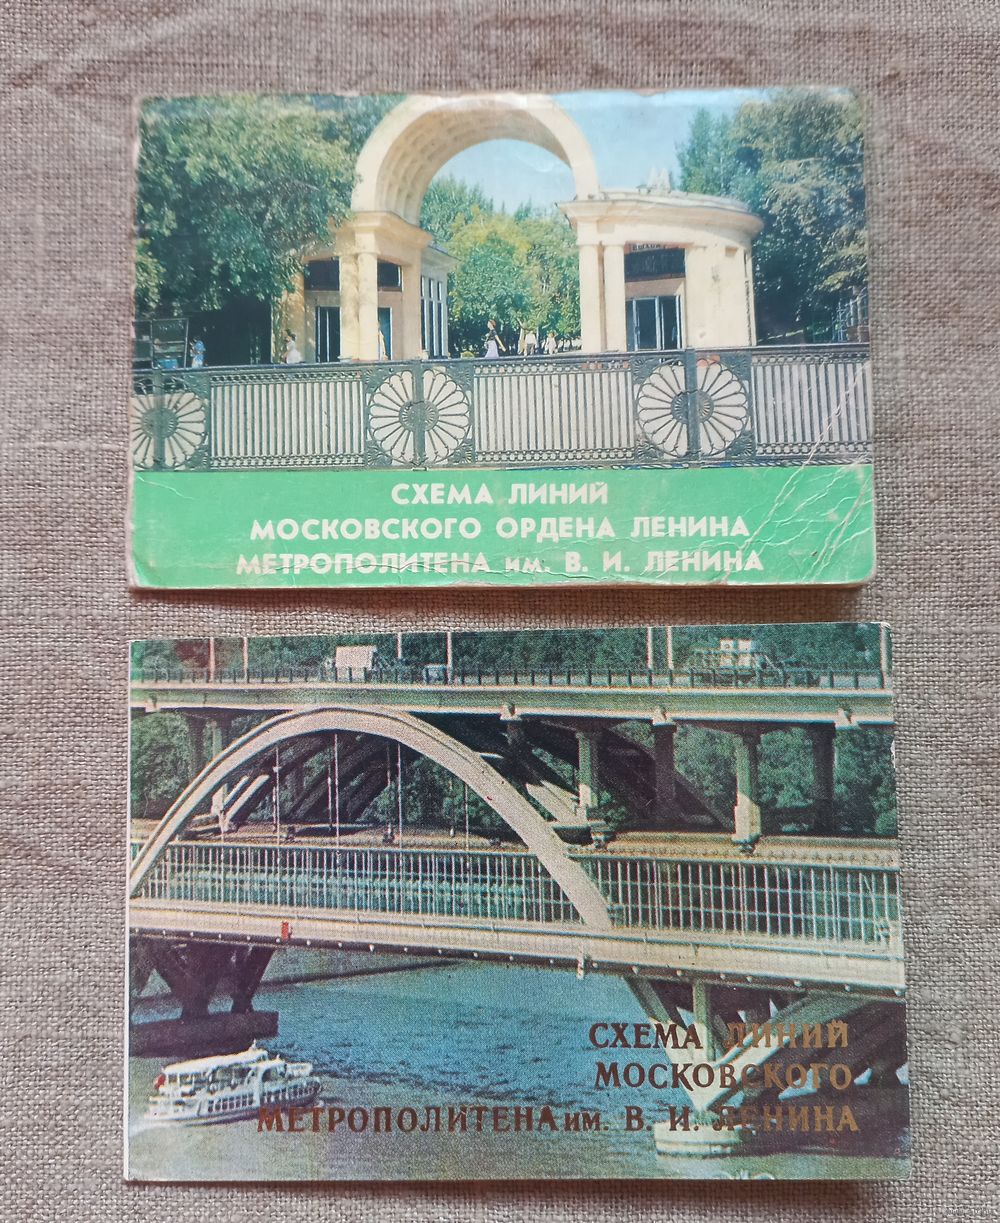 СХЕМА ЛИНИЙ
МОСКОВСКОГО ОРДЕНА ЛЕНИНА
МЕТРОПОЛИТЕНА им. В. И. ЛЕНИНА
СХЕМА ЛИНИЙ
МОСКОВСКОГО
МЕТРОПОЛИТЕНА им. В. И. ЛЕНИНА